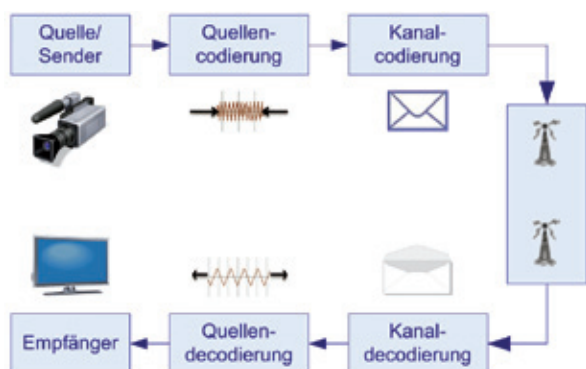 Quelle/
Sender
Quellen-
codierung
Kanal-
codierung
Empfänger
Quellen-
decodierung
Kanal-
decodierung